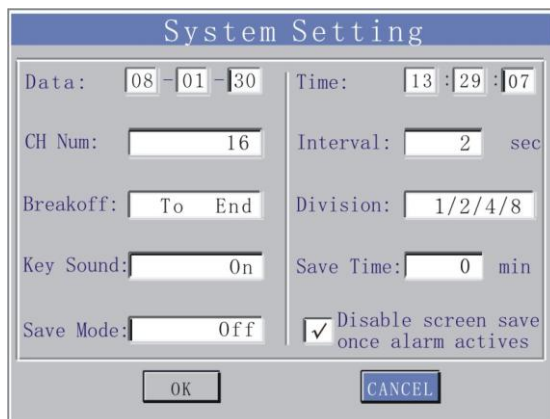 System Setting
Data: 08-01-30
Time: 13:29:07
CH Num: 16
Interval: 2 sec
Breakoff: To End
Division: 1/2/4/8
Key Sound: On
Save Time: 0 min
Save Mode: Off
✓ Disable screen save
once alarm actives
OK
CANCEL